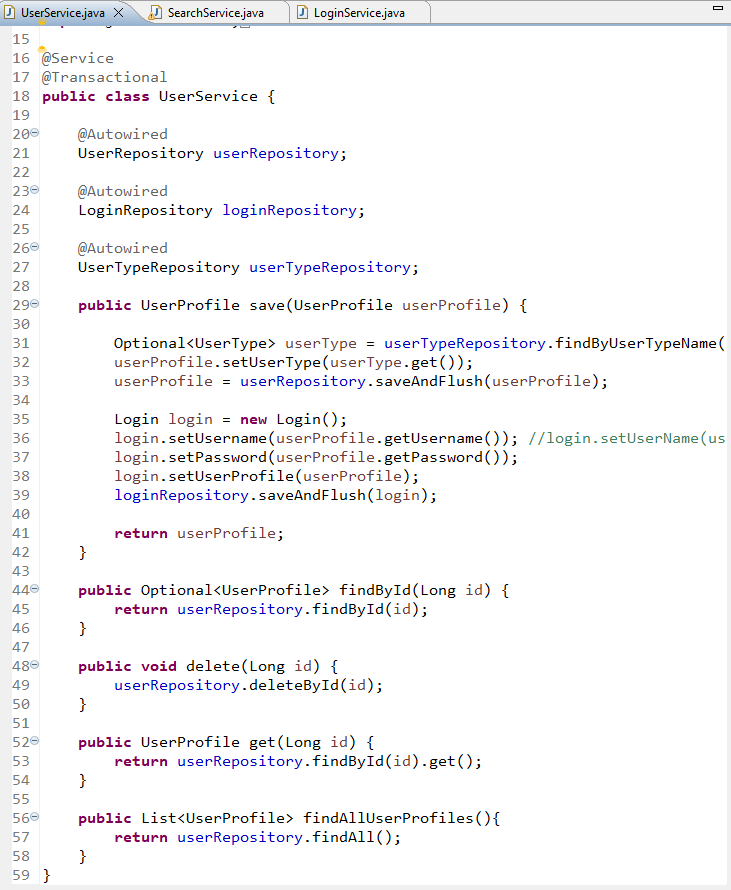 UserService.java SearchService.java LoginService.java
15
16 @Service
17 @Transactional
18 public class UserService {
19
20 @Autowired
21 UserRepository userRepository;
22
23 @Autowired
24 LoginRepository loginRepository;
25
26 @Autowired
27 UserTypeRepository userTypeRepository;
28
29 public UserProfile save(UserProfile userProfile) {
30
31 Optional<UserType> userType = userTypeRepository.findByUserTypeName(
32 userProfile.setUserType(userType.get());
33 userProfile = userRepository.saveAndFlush(userProfile);
34
35 Login login = new Login();
36 login.setUsername(userProfile.getUsername()); //login.setUserName(us
37 login.setPassword(userProfile.getPassword());
38 login.setUserProfile(userProfile);
39 loginRepository.saveAndFlush(login);
40
41 return userProfile;
42 }
43
44 public Optional<UserProfile> findById(Long id) {
45 return userRepository.findById(id);
46 }
47
48 public void delete(Long id) {
49 userRepository.deleteById(id);
50 }
51
52 public UserProfile get(Long id) {
53 return userRepository.findById(id).get();
54 }
55
56 public List<UserProfile> findAllUserProfiles(){
57 return userRepository.findAll();
58 }
59 }